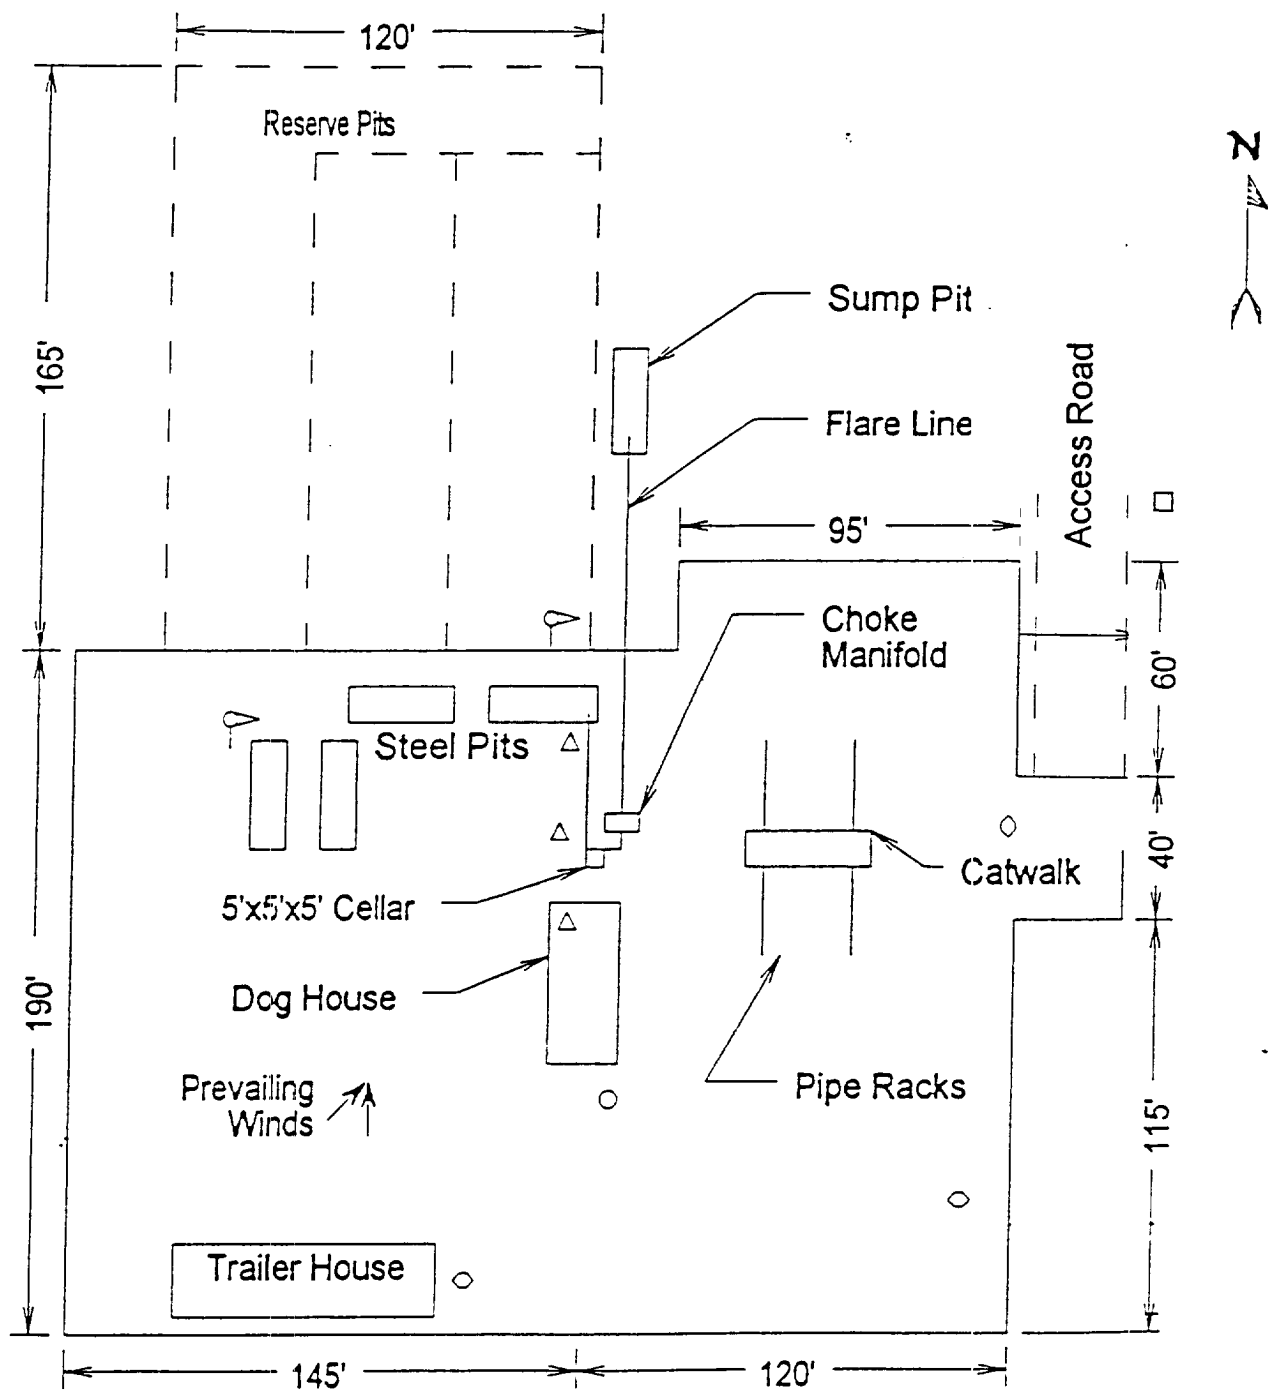 120'
Reserve Pits
N
165'
Sump Pit
Flare Line
Access Road
95'
Choke
Manifold
60'
Steel Pits
40'
Catwalk
5'x5'x5' Cellar
190'
Dog House
Prevailing
Winds
Pipe Racks
115'
Trailer House
145'
120'